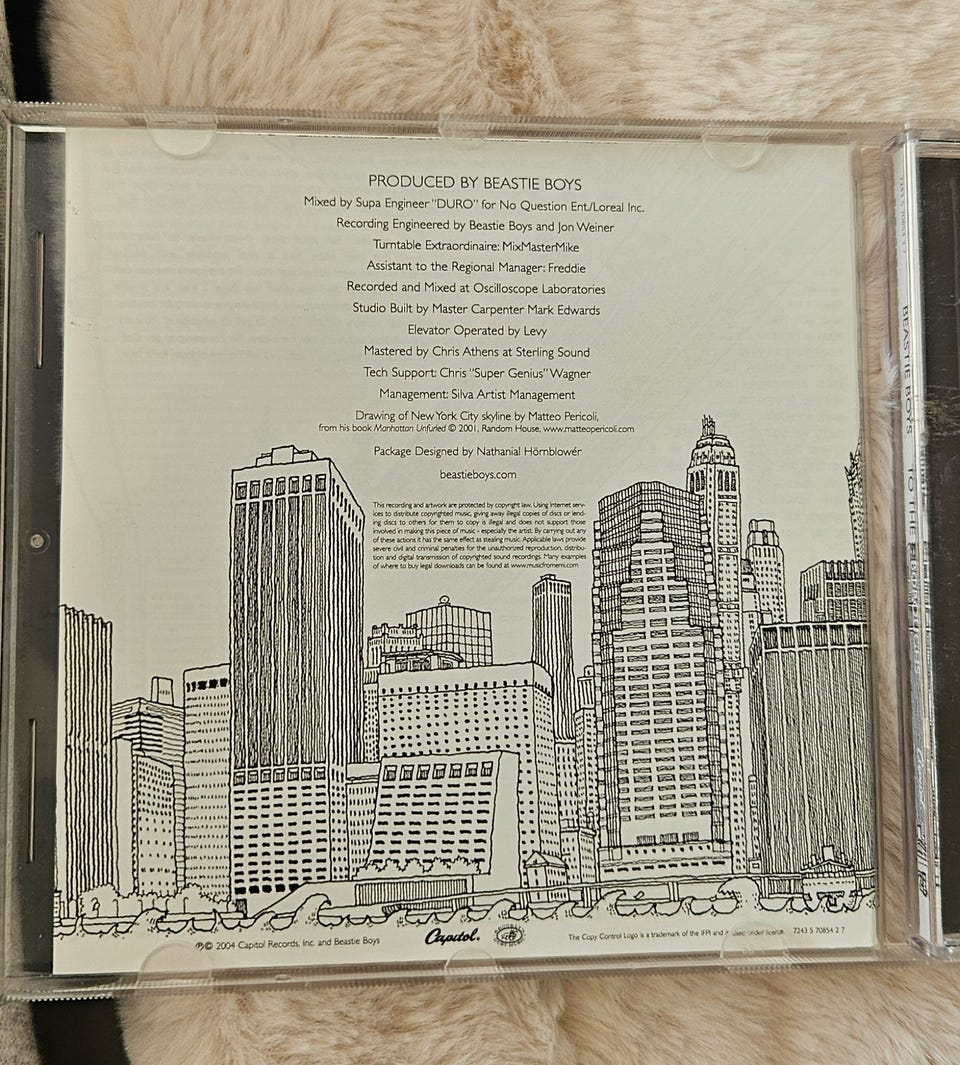 PRODUCED BY BEASTIE BOYS
Mixed by Supa Engineer "DURO" for No Question Ent/Loreal Inc.
Recording Engineered by Beastie Boys and Jon Weiner
Turntable Extraordinaire: MixMasterMike
Assistant to the Regional Manager: Freddie
Recorded and Mixed at Oscilloscope Laboratories
Studio Built by Master Carpenter Mark Edwards
Elevator Operated by Levy
Mastered by Chris Athens at Sterling Sound
Tech Support: Chris "Super Genius" Wagner
Management: Silva Artist Management
Drawing of New York City skyline by Matteo Pericoli,
from his book Manhattan Unfurled © 2001, Random House, www.matteopericoli.com
Package Designed by Nathanial Hörnblowér
beastieboys.com
This recording and artwork are protected by copyright law. Using Internet serv-
ices to distribute copyrighted music, giving away illegal copies of discs or lend-
ing discs to others for them to copy is illegal and does not support those
involved in making this piece of music - especially the artist. By carrying out any
of these actions it has the same effect as stealing music. Applicable laws provide
severe civil and criminal penalties for the unauthorized reproduction, distribu-
tion and digital transmission of copyrighted sound recordings. Many examples
of where to buy legal downloads can be found at www.musicfromemi.com
℗© 2004 Capitol Records, Inc. and Beastie Boys
Capitol.
The Copy Control Logo is a trademark of the IFPI and is used under license. 7243 5 70854 2 7
BEASTIE BOYS TO THE